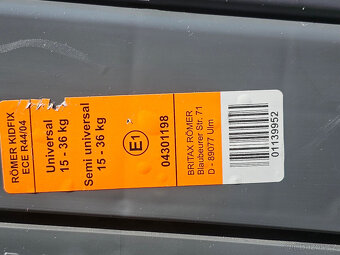 RÖMER KIDFIX
ECE R44/04
Universal
15 - 36 kg
Semi universal
15 - 36 kg
E1
04301198
BRITAX RÖMER
Blaubeurer Str. 71
D - 89077 Ulm
01139952